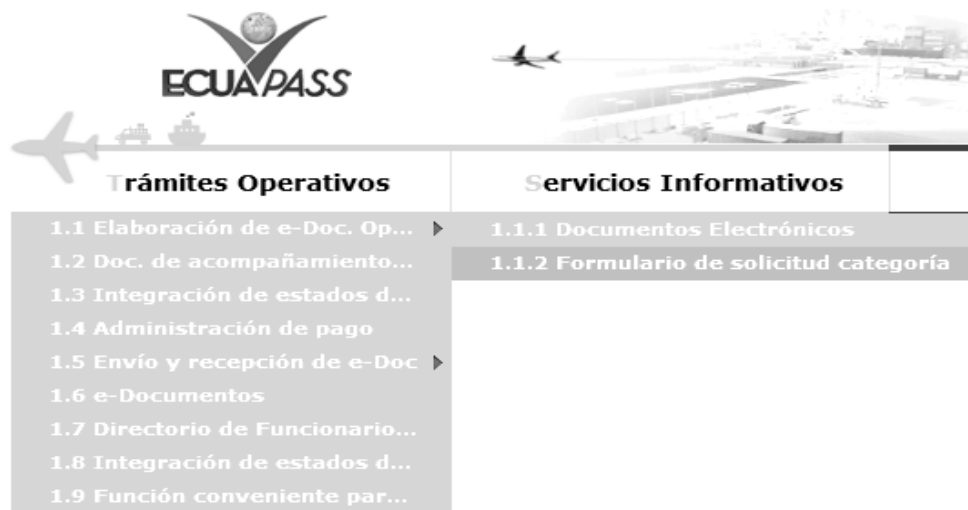 ECUAPASS
Trámites Operativos
Servicios Informativos
1.1 Elaboración de e-Doc. Op...
1.1.1 Documentos Electrónicos
1.2 Doc. de acompañamiento...
1.1.2 Formulario de solicitud categoría
1.3 Integración de estados d...
1.4 Administración de pago
1.5 Envío y recepción de e-Doc
1.6 e-Documentos
1.7 Directorio de Funcionario...
1.8 Integración de estados d...
1.9 Función conveniente par...